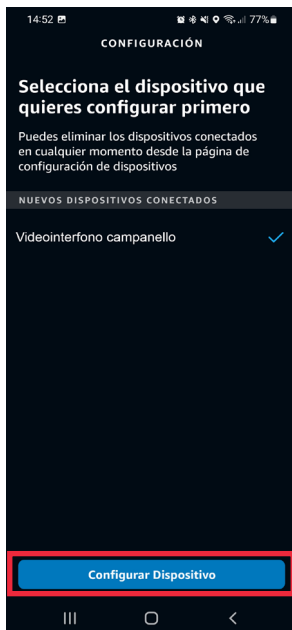 14:52 77%
CONFIGURACIÓN
Selecciona el dispositivo que
quieres configurar primero
Puedes eliminar los dispositivos conectados
en cualquier momento desde la página de
configuración de dispositivos
NUEVOS DISPOSITIVOS CONECTADOS
Videointerfono campanello
Configurar Dispositivo